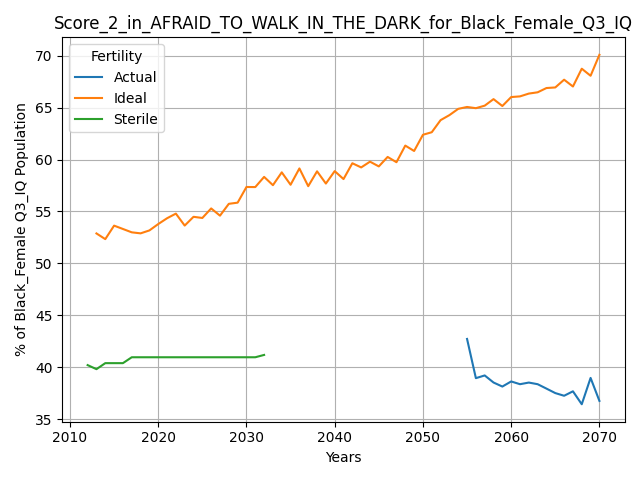 Score_2_in_AFRAID_TO_WALK_IN_THE_DARK_for_Black_Female_Q3_IQ
Fertility
Actual
Ideal
Sterile
% of Black_Female Q3_IQ Population
70
65
60
55
50
45
40
35
2010 2020 2030 2040 2050 2060 2070
Years